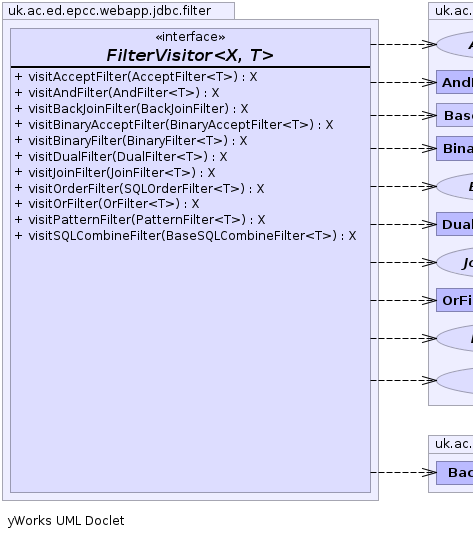 uk.ac.ed.epcc.webapp.jdbc.filter
«interface»
FilterVisitor<X, T>
+ visitAcceptFilter(AcceptFilter<T>) : X
+ visitAndFilter(AndFilter<T>) : X
+ visitBackJoinFilter(BackJoinFilter) : X
+ visitBinaryAcceptFilter(BinaryAcceptFilter<T>) : X
+ visitBinaryFilter(BinaryFilter<T>) : X
+ visitDualFilter(DualFilter<T>) : X
+ visitJoinFilter(JoinFilter<T>) : X
+ visitOrderFilter(SQLOrderFilter<T>) : X
+ visitOrFilter(OrFilter<T>) : X
+ visitPatternFilter(PatternFilter<T>) : X
+ visitSQLCombineFilter(BaseSQLCombineFilter<T>) : X
uk.ac.
Base
Bina
Dual
Jo
OrFi
uk.ac.
Bac
yWorks UML Doclet